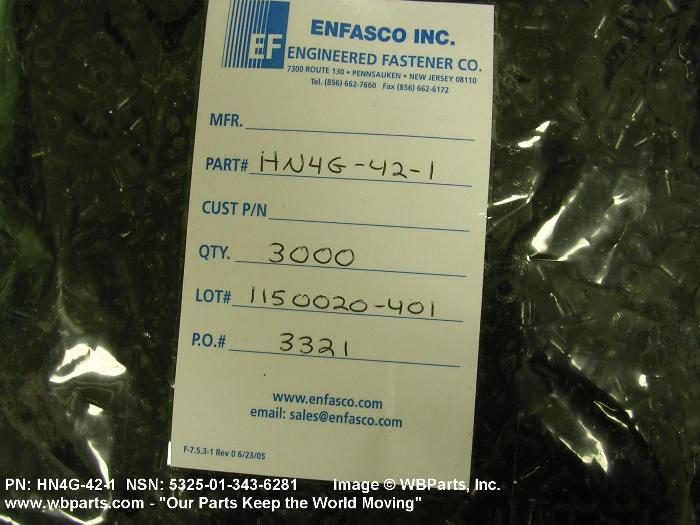 EF
ENFASCO INC.
ENGINEERED FASTENER CO.
7300 ROUTE 130 • PENNSAUKEN • NEW JERSEY 08110
Tel. (856) 662-7660 Fax (856) 662-6172
MFR.
PART# HN4G-42-1
CUST P/N
QTY. 3000
LOT# 1150020-401
P.O.# 3321
www.enfasco.com
email: sales@enfasco.com
F-7.5.3-1 Rev 0 6/23/05
PN: HN4G-42-1 NSN: 5325-01-343-6281 Image © WBParts, Inc.
www.wbparts.com - "Our Parts Keep the World Moving"